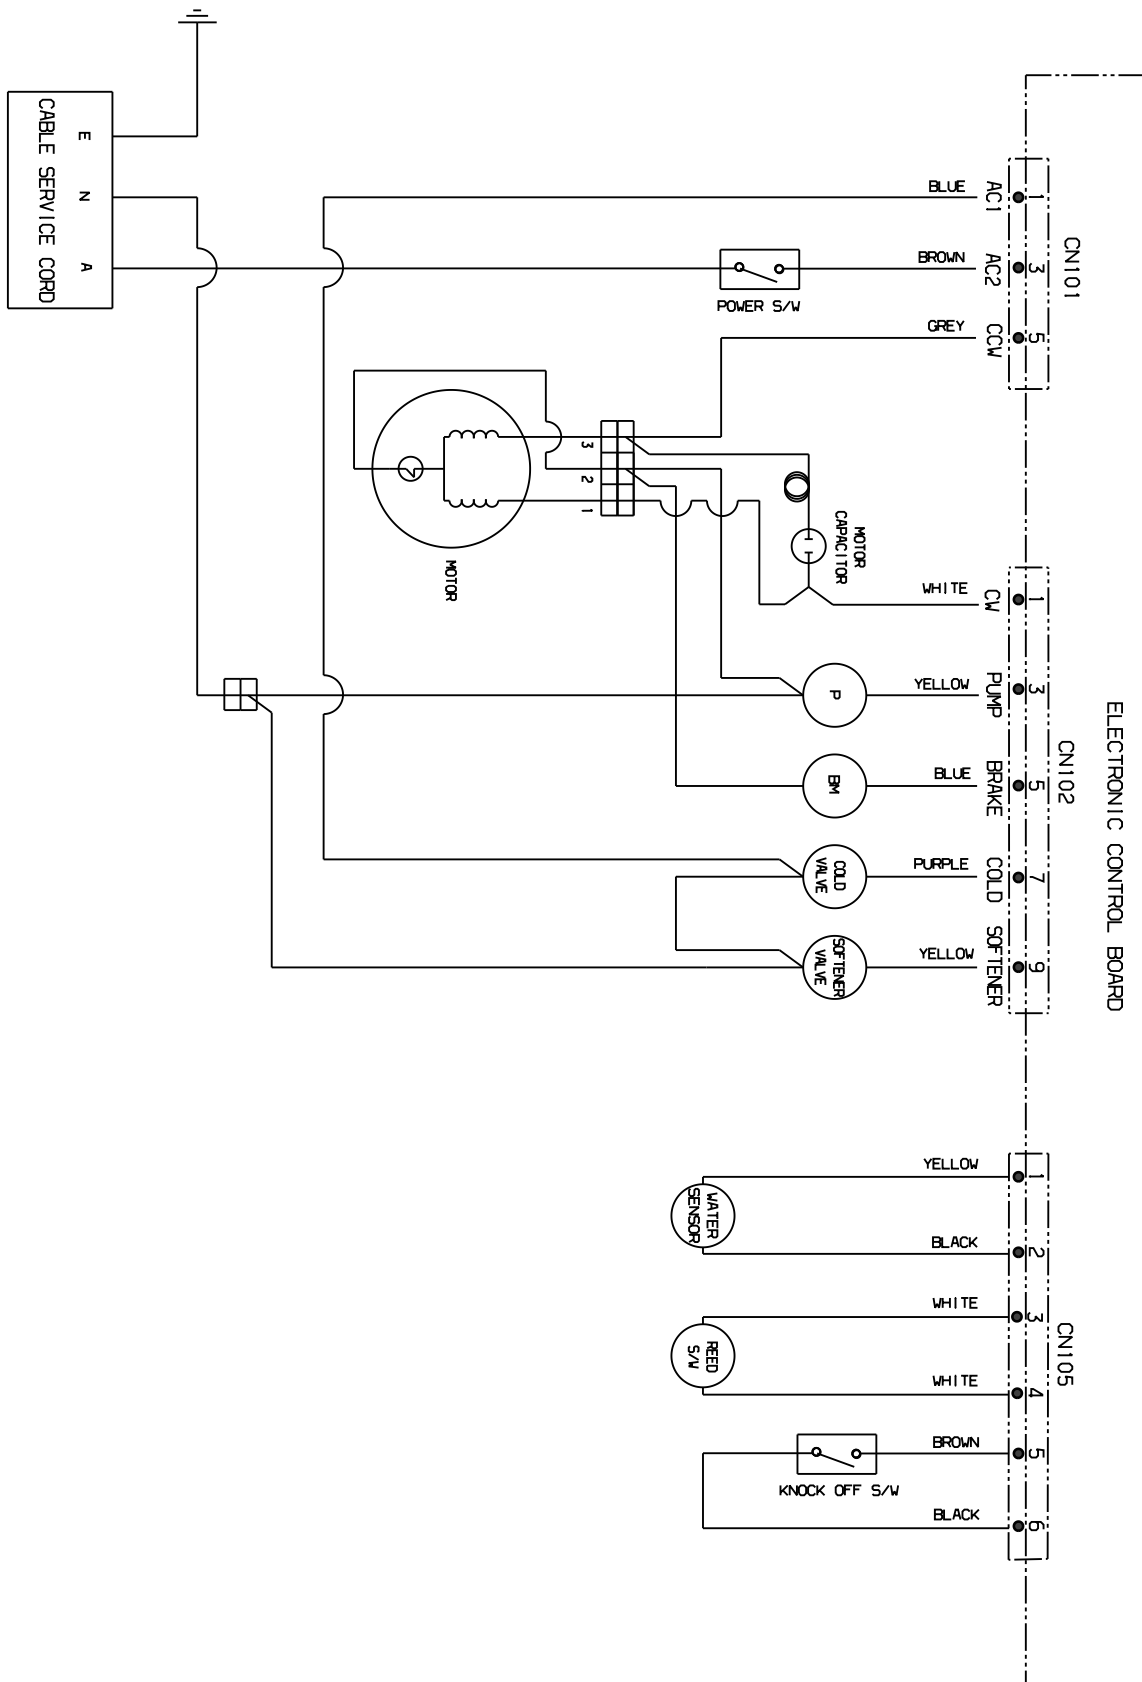 CABLE SERVICE CORD
E
N
A
BLUE
AC1
1
BROWN
AC2
3
GREY
CCW
5
CN101
POWER S/W
3
2
1
MOTOR
MOTOR
CAPACITOR
WHITE
CW
1
P
YELLOW
PUMP
3
BM
BLUE
BRAKE
5
COLD
VALVE
PURPLE
COLD
7
SOFTENER
VALVE
YELLOW
SOFTENER
9
CN102
ELECTRONIC CONTROL BOARD
YELLOW
1
WATER
SENSOR
BLACK
2
WHITE
3
REED
S/W
WHITE
4
CN105
BROWN
5
KNOCK OFF S/W
BLACK
6